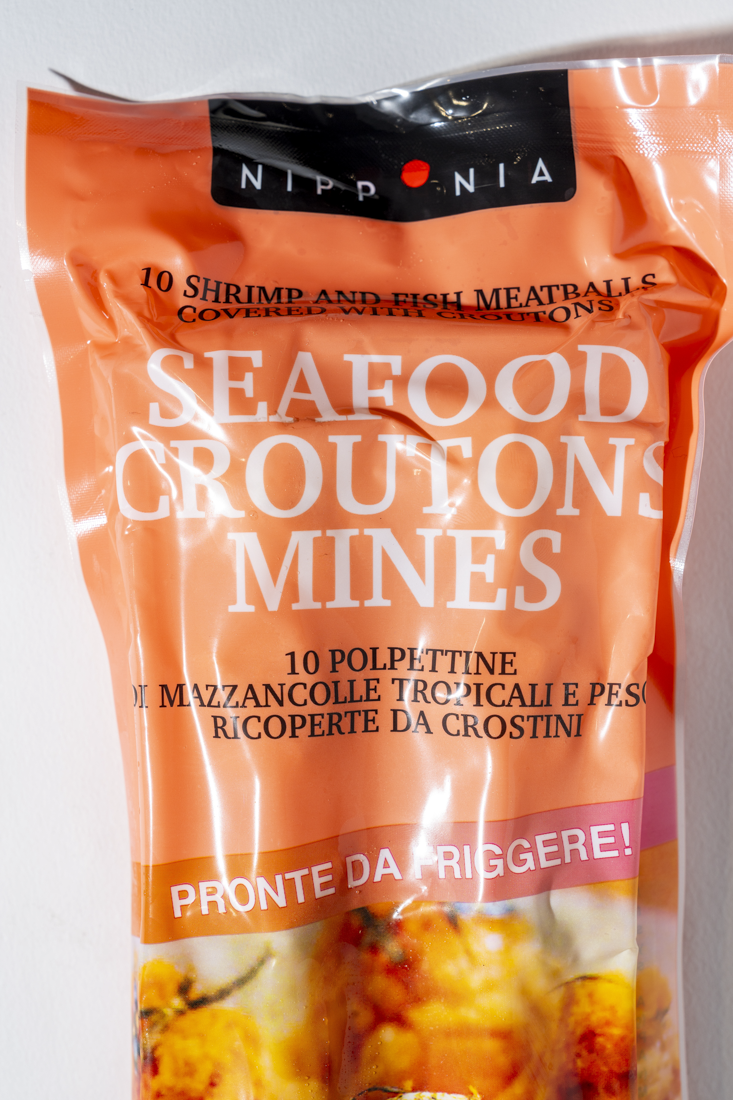 NIPPONIA
10 SHRIMP AND FISH MEATBALLS
COVERED WITH CROUTONS
SEAFOOD
CROUTONS
MINES
10 POLPETTINE
DI MAZZANCOLLE TROPICALI E PESC
RICOPERTE DA CROSTINI
PRONTE DA FRIGGERE!